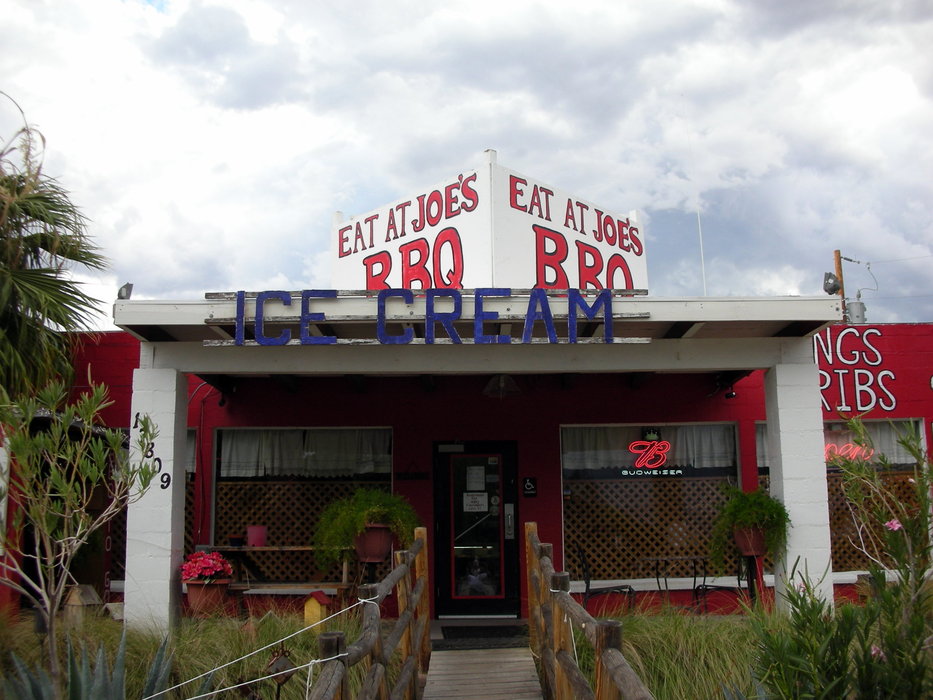 EAT AT JOE'S
BBQ
EAT AT JOE'S
BBQ
ICE CREAM
NGS
RIBS
BUDWEISER